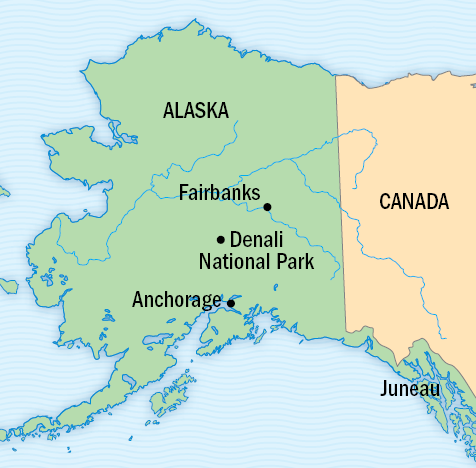 ALASKA
Fairbanks
CANADA
Denali
National Park
Anchorage
Juneau